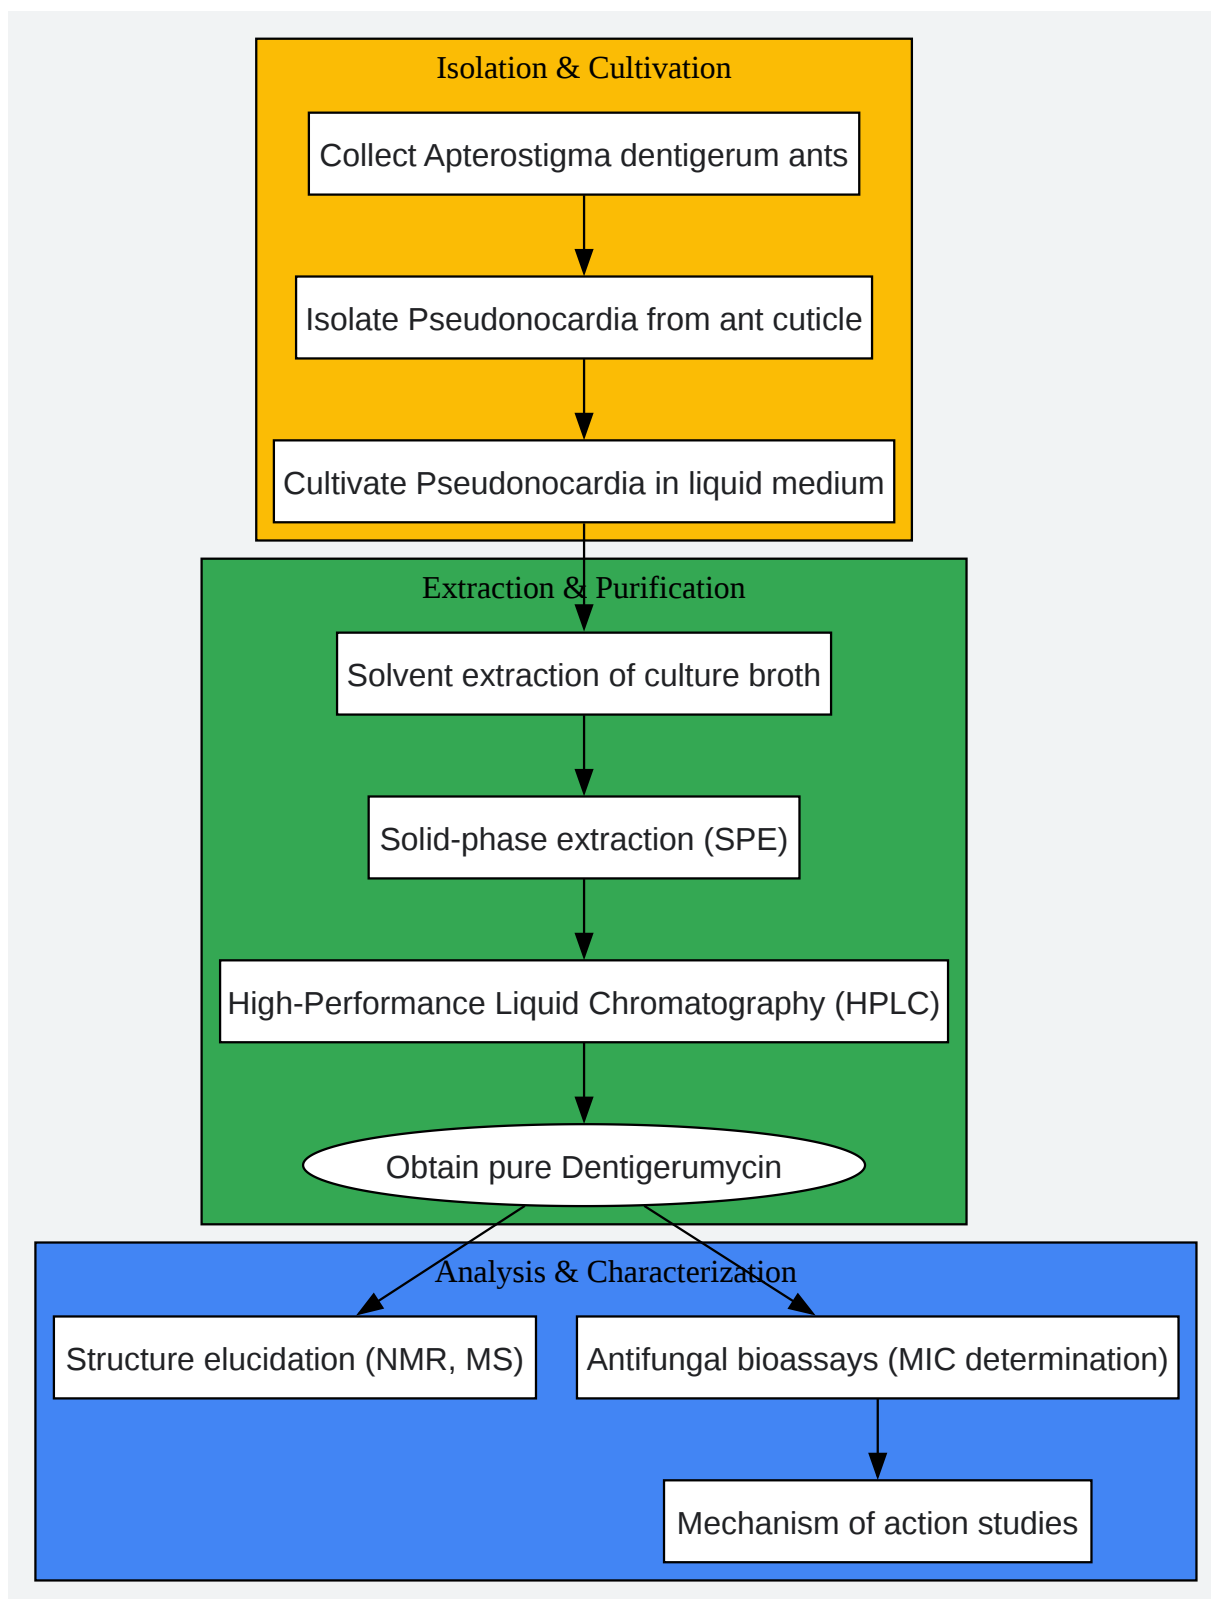 Isolation & Cultivation
Collect Apterostigma dentigerum ants
Isolate Pseudonocardia from ant cuticle
Cultivate Pseudonocardia in liquid medium
Extraction & Purification
Solvent extraction of culture broth
Solid-phase extraction (SPE)
High-Performance Liquid Chromatography (HPLC)
Obtain pure Dentigerumycin
Analysis & Characterization
Structure elucidation (NMR, MS)
Antifungal bioassays (MIC determination)
Mechanism of action studies